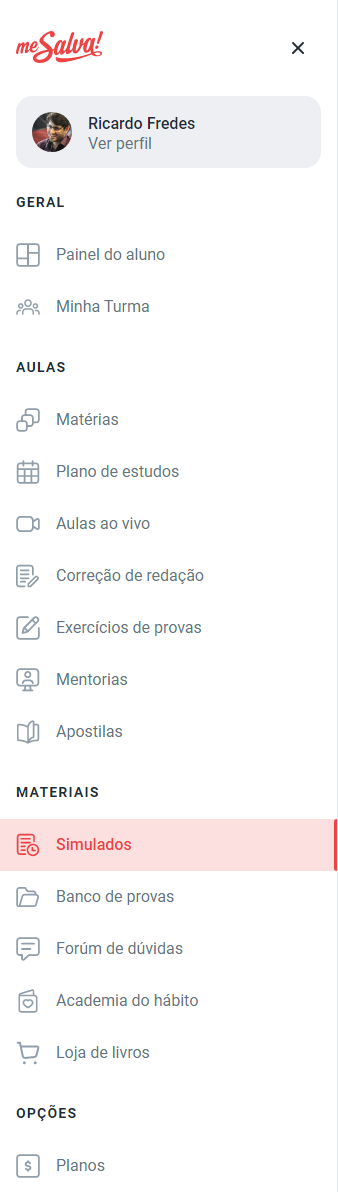 me Salva!
Ricardo Fredes
Ver perfil
GERAL
Painel do aluno
Minha Turma
AULAS
Matérias
Plano de estudos
Aulas ao vivo
Correção de redação
Exercícios de provas
Mentorias
Apostilas
MATERIAIS
Simulados
Banco de provas
Forúm de dúvidas
Academia do hábito
Loja de livros
OPÇÕES
$ Planos